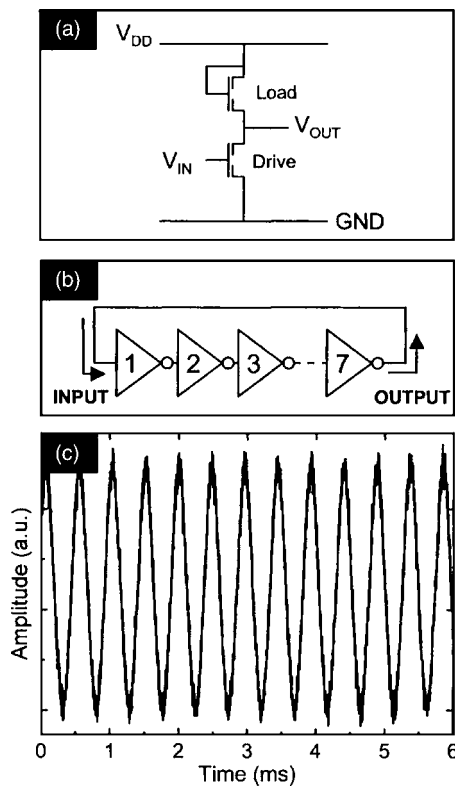 (a)
V_DD
Load
V_OUT
V_IN
Drive
GND
(b)
1 2 3 7
INPUT OUTPUT
(c)
Amplitude (a.u.)
0 1 2 3 4 5 6
Time (ms)